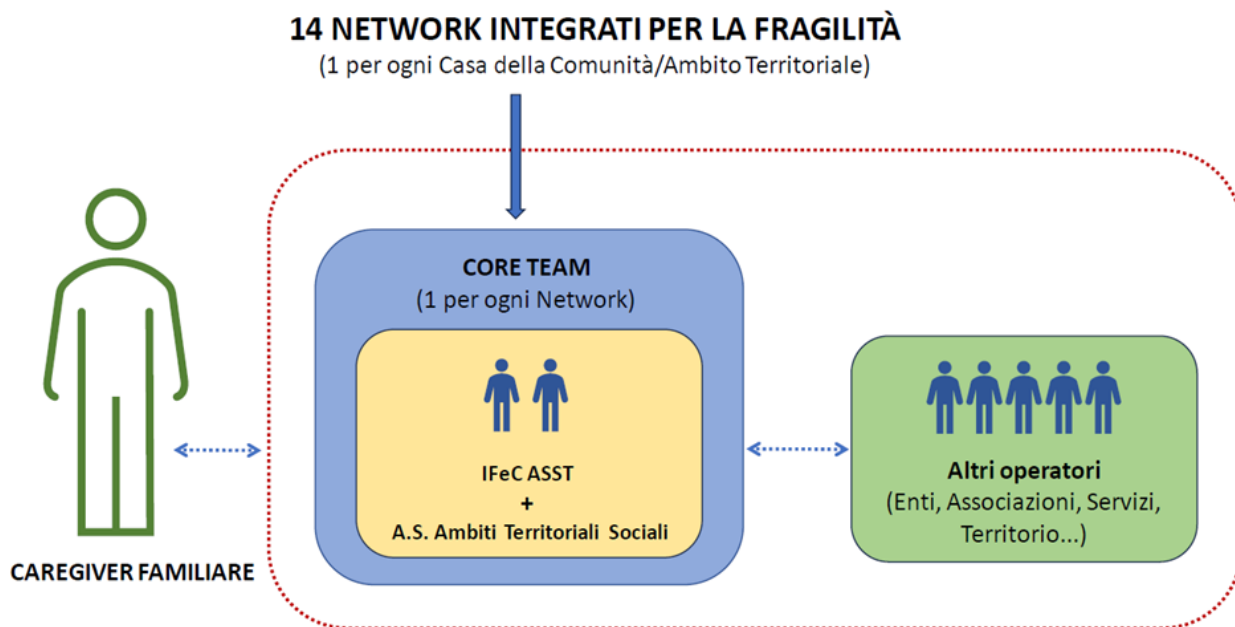 14 NETWORK INTEGRATI PER LA FRAGILITÀ
(1 per ogni Casa della Comunità/Ambito Territoriale)
CORE TEAM
(1 per ogni Network)
IFeC ASST
+
A.S. Ambiti Territoriali Sociali
Altri operatori
(Enti, Associazioni, Servizi,
Territorio...)
CAREGIVER FAMILIARE